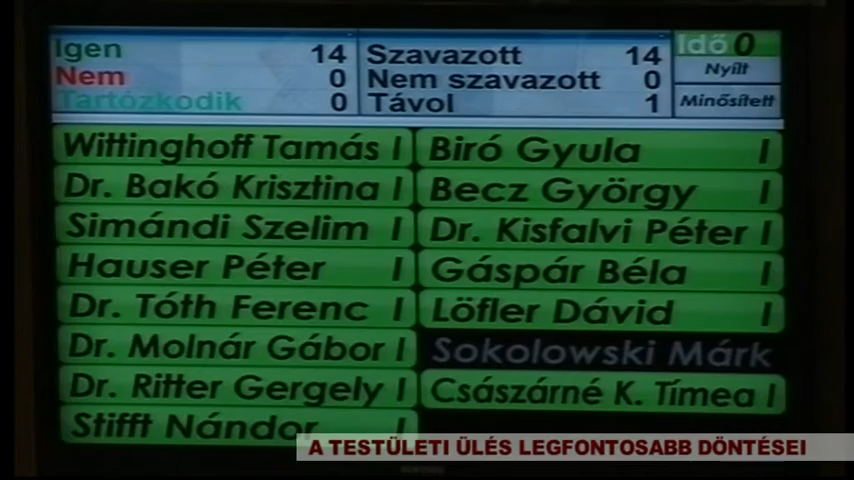 Igen 14
Nem 0
Tartózkodik 0
Szavazott 14
Nem szavazott 0
Távol 1
Idő 0
Nyílt
Minősített
Wittinghoff Tamás I
Dr. Bakó Krisztina I
Simándi Szelim I
Hauser Péter I
Dr. Tóth Ferenc I
Dr. Molnár Gábor I
Dr. Ritter Gergely I
Stifft Nándor I
Biró Gyula I
Becz György I
Dr. Kisfalvi Péter I
Gáspár Béla I
Löfler Dávid I
Sokolowski Márk
Császárné K. Tímea I
A TESTÜLETI ÜLÉS LEGFONTOSABB DÖNTÉSEI